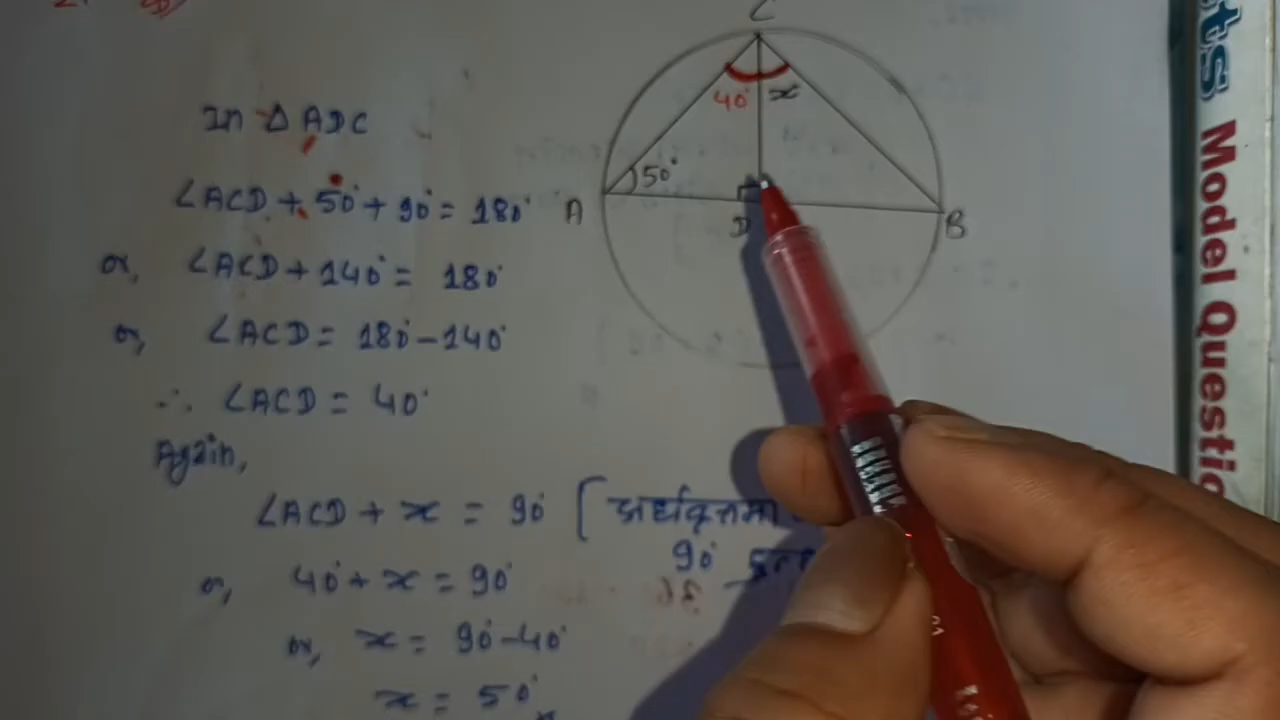 In Δ ADC
∠ACD + 50° + 90° = 180°
or, ∠ACD + 140° = 180°
or, ∠ACD = 180° - 140°
∴ ∠ACD = 40°
Again,
∠ACD + x = 90° [ अर्धवृत्तमा
90°
or, 40° + x = 90°
or, x = 90° - 40°
x = 50°
C
40° x
50°
A
D
B
Model Questio